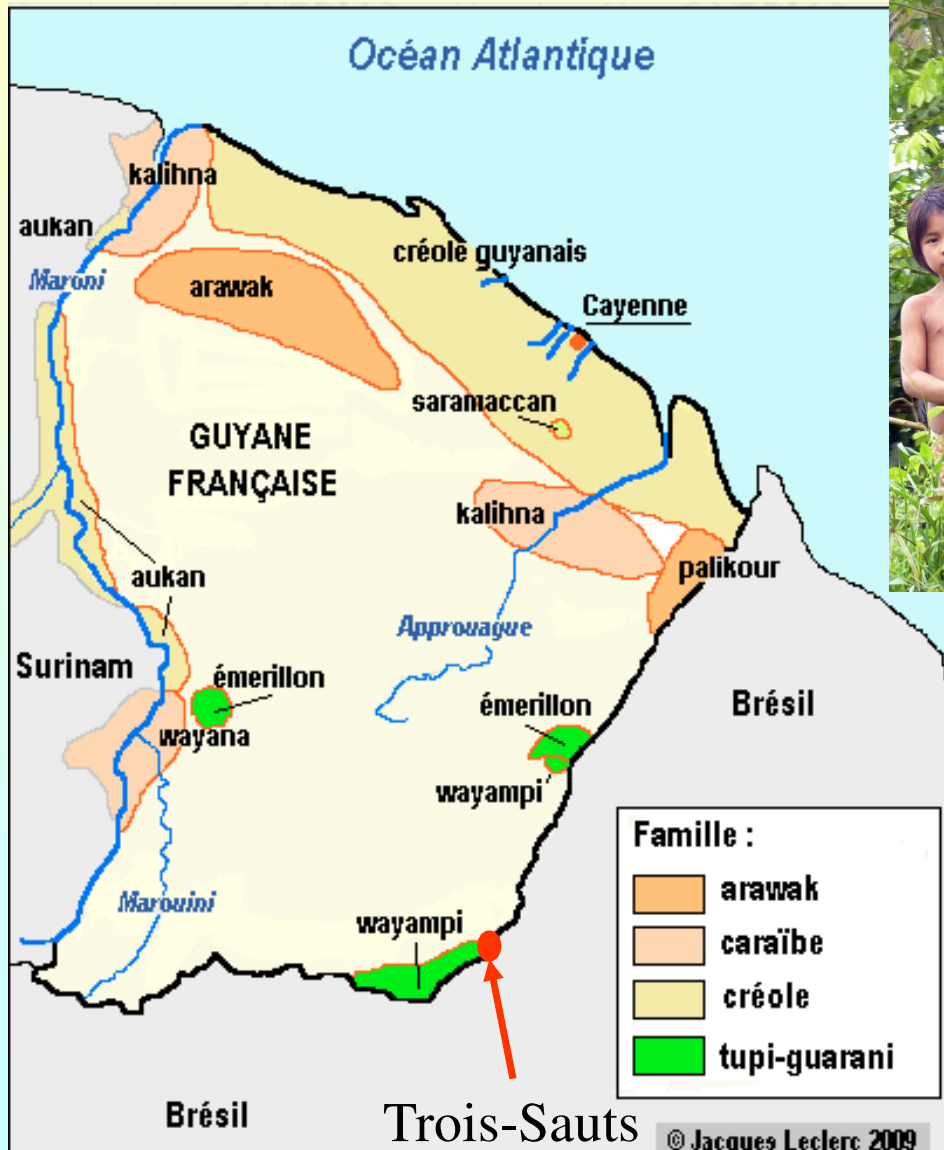 Océan Atlantique
kalihna
aukan
Maroni
arawak
créole guyanais
Cayenne
saramaccan
GUYANE
FRANÇAISE
kalihna
palikour
aukan
Approuague
Surinam
émerillon
émerillon
Brésil
wayana
wayampi
Marouini
wayampi
Famille :
arawak
caraïbe
créole
tupi-guarani
Brésil
Trois-Sauts
© Jacques Leclerc 2009